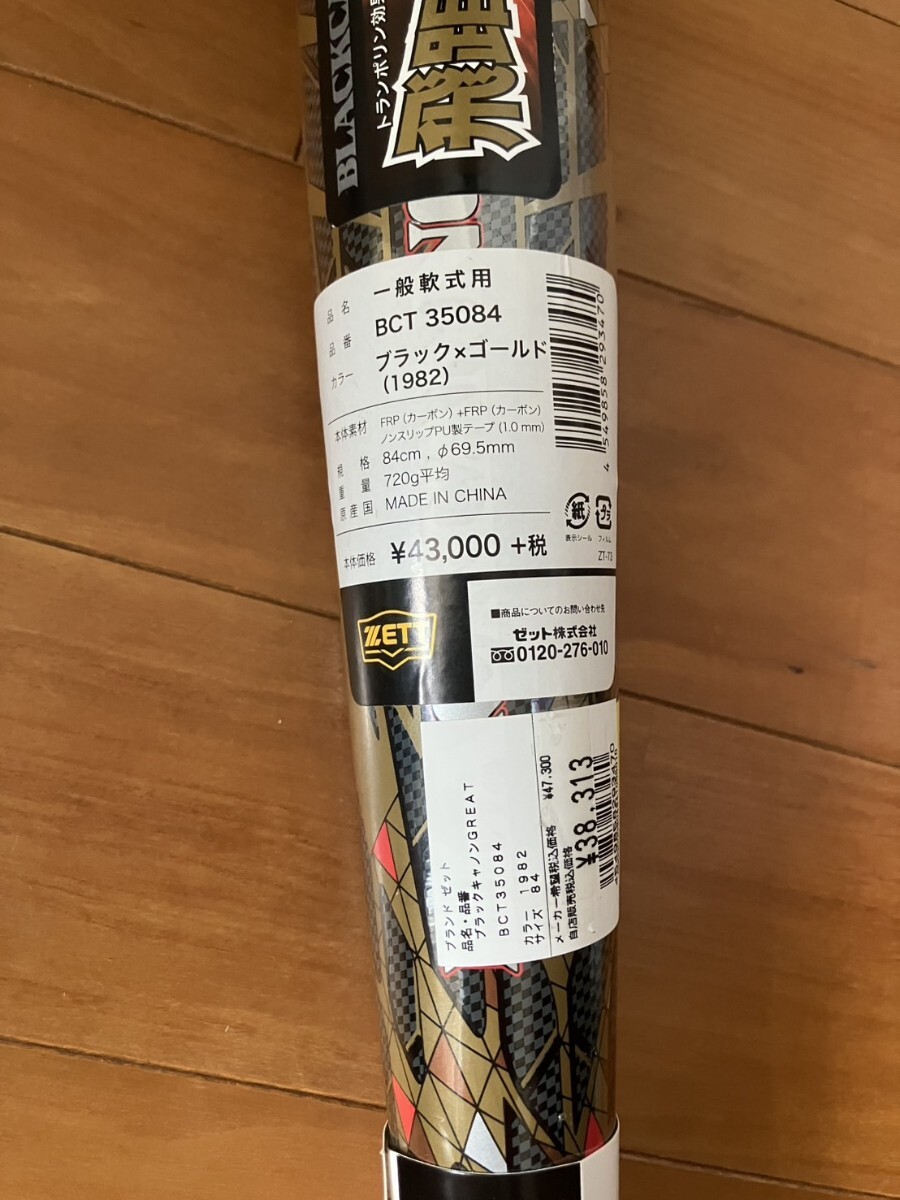 BLACKC
トランポリン効
一般軟式用
品名
BCT 35084
品番
ブラック×ゴールド
カラー
(1982)
本体素材 FRP（カーボン）+FRP（カーボン）
ノンスリップPU製テープ (1.0 mm)
規格 84cm , φ69.5mm
重量 720g平均
原産国 MADE IN CHINA
本体価格 ¥43,000 +税
4 549858 293470
紙
プラ
表示シール フィルム
ZT-73
ZETT
■商品についてのお問い合わせ先
ゼット株式会社
0120-276-010
ブランド ゼット
品名・品番
ブラックキャノンGREAT
BCT35084
カラー 1982
サイズ 84
メーカー希望税込価格 ¥47.300
自店販売税込価格
¥38,313